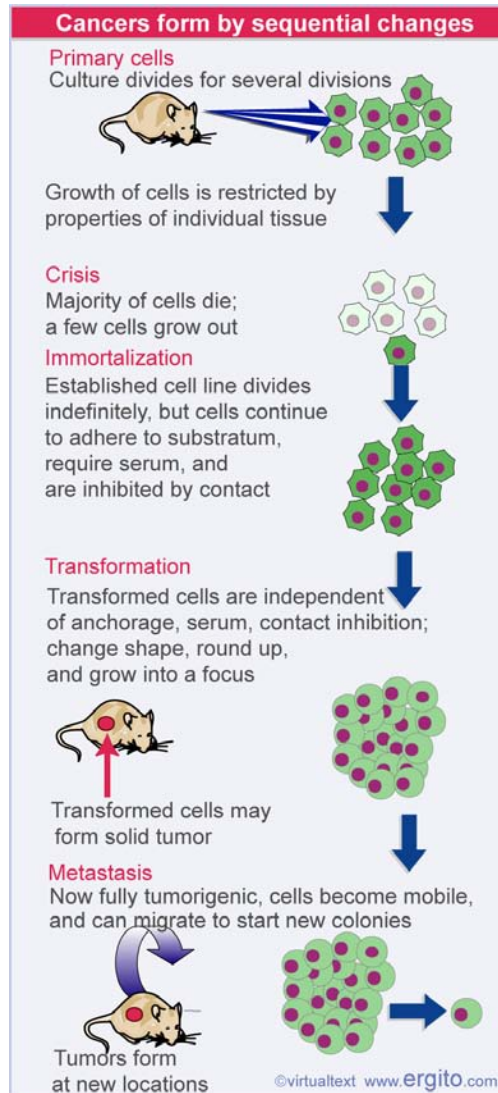 Cancers form by sequential changes
Primary cells
Culture divides for several divisions
Growth of cells is restricted by
properties of individual tissue
Crisis
Majority of cells die;
a few cells grow out
Immortalization
Established cell line divides
indefinitely, but cells continue
to adhere to substratum,
require serum, and
are inhibited by contact
Transformation
Transformed cells are independent
of anchorage, serum, contact inhibition;
change shape, round up,
and grow into a focus
Transformed cells may
form solid tumor
Metastasis
Now fully tumorigenic, cells become mobile,
and can migrate to start new colonies
Tumors form
at new locations
©virtualtext www.ergito.com